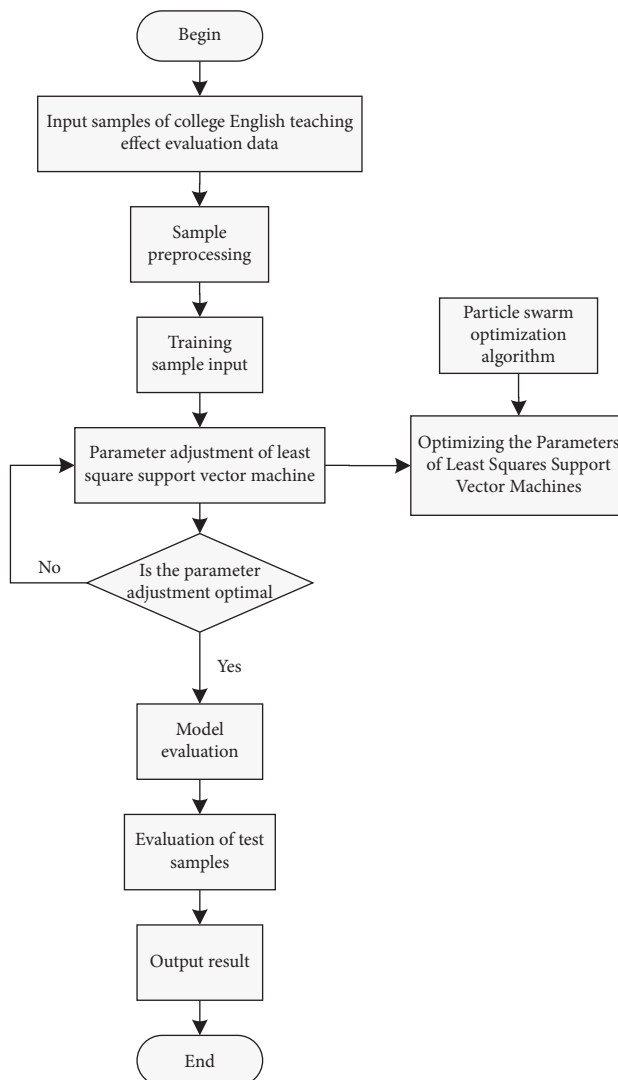 Begin
Input samples of college English teaching
effect evaluation data
Sample
preprocessing
Training
sample input
Particle swarm
optimization
algorithm
Parameter adjustment of least
square support vector machine
Optimizing the Parameters
of Least Squares Support
Vector Machines
No
Is the parameter
adjustment optimal
Yes
Model
evaluation
Evaluation of test
samples
Output result
End